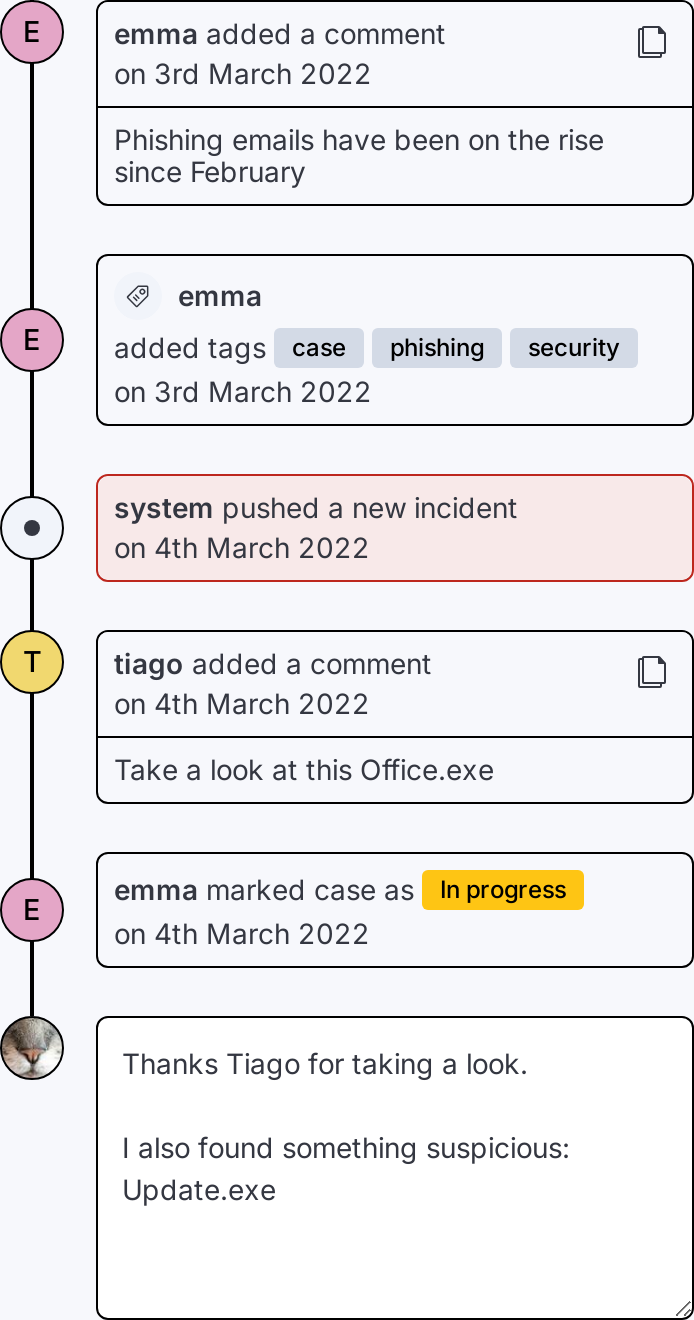 E
emma added a comment
on 3rd March 2022
Phishing emails have been on the rise
since February
emma
E
added tags case phishing security
on 3rd March 2022
system pushed a new incident
on 4th March 2022
T
tiago added a comment
on 4th March 2022
Take a look at this Office.exe
E
emma marked case as In progress
on 4th March 2022
Thanks Tiago for taking a look.
I also found something suspicious:
Update.exe